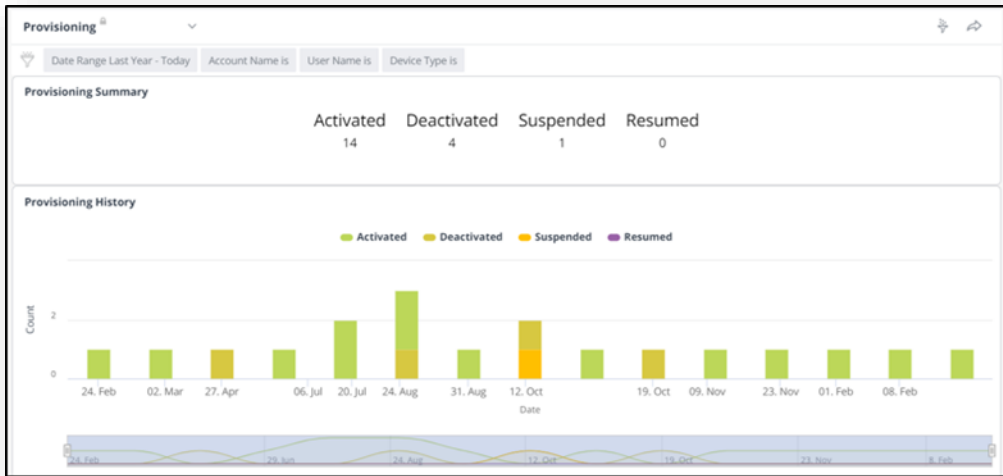 Provisioning
Date Range Last Year - Today Account Name is User Name is Device Type is
Provisioning Summary
Activated Deactivated Suspended Resumed
14 4 1 0
Provisioning History
Activated Deactivated Suspended Resumed
Count
2
0
24. Feb 02. Mar 27. Apr 06. Jul 20. Jul 24. Aug 31. Aug 12. Oct 19. Oct 09. Nov 23. Nov 01. Feb 08. Feb
Date
24. Feb 29. Jun 24. Aug 12. Oct 19. Oct 23. Nov 8. Feb